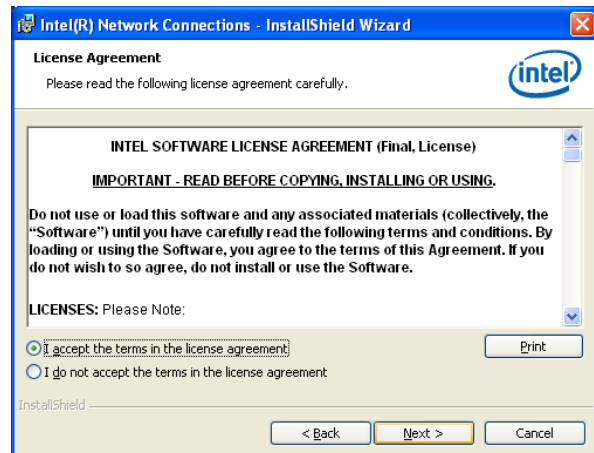 Intel(R) Network Connections - InstallShield Wizard
License Agreement
Please read the following license agreement carefully.
intel
INTEL SOFTWARE LICENSE AGREEMENT (Final, License)
IMPORTANT - READ BEFORE COPYING, INSTALLING OR USING.
Do not use or load this software and any associated materials (collectively, the
“Software”) until you have carefully read the following terms and conditions. By
loading or using the Software, you agree to the terms of this Agreement. If you
do not wish to so agree, do not install or use the Software.
LICENSES: Please Note:
I accept the terms in the license agreement
Print
I do not accept the terms in the license agreement
InstallShield
< Back
Next >
Cancel